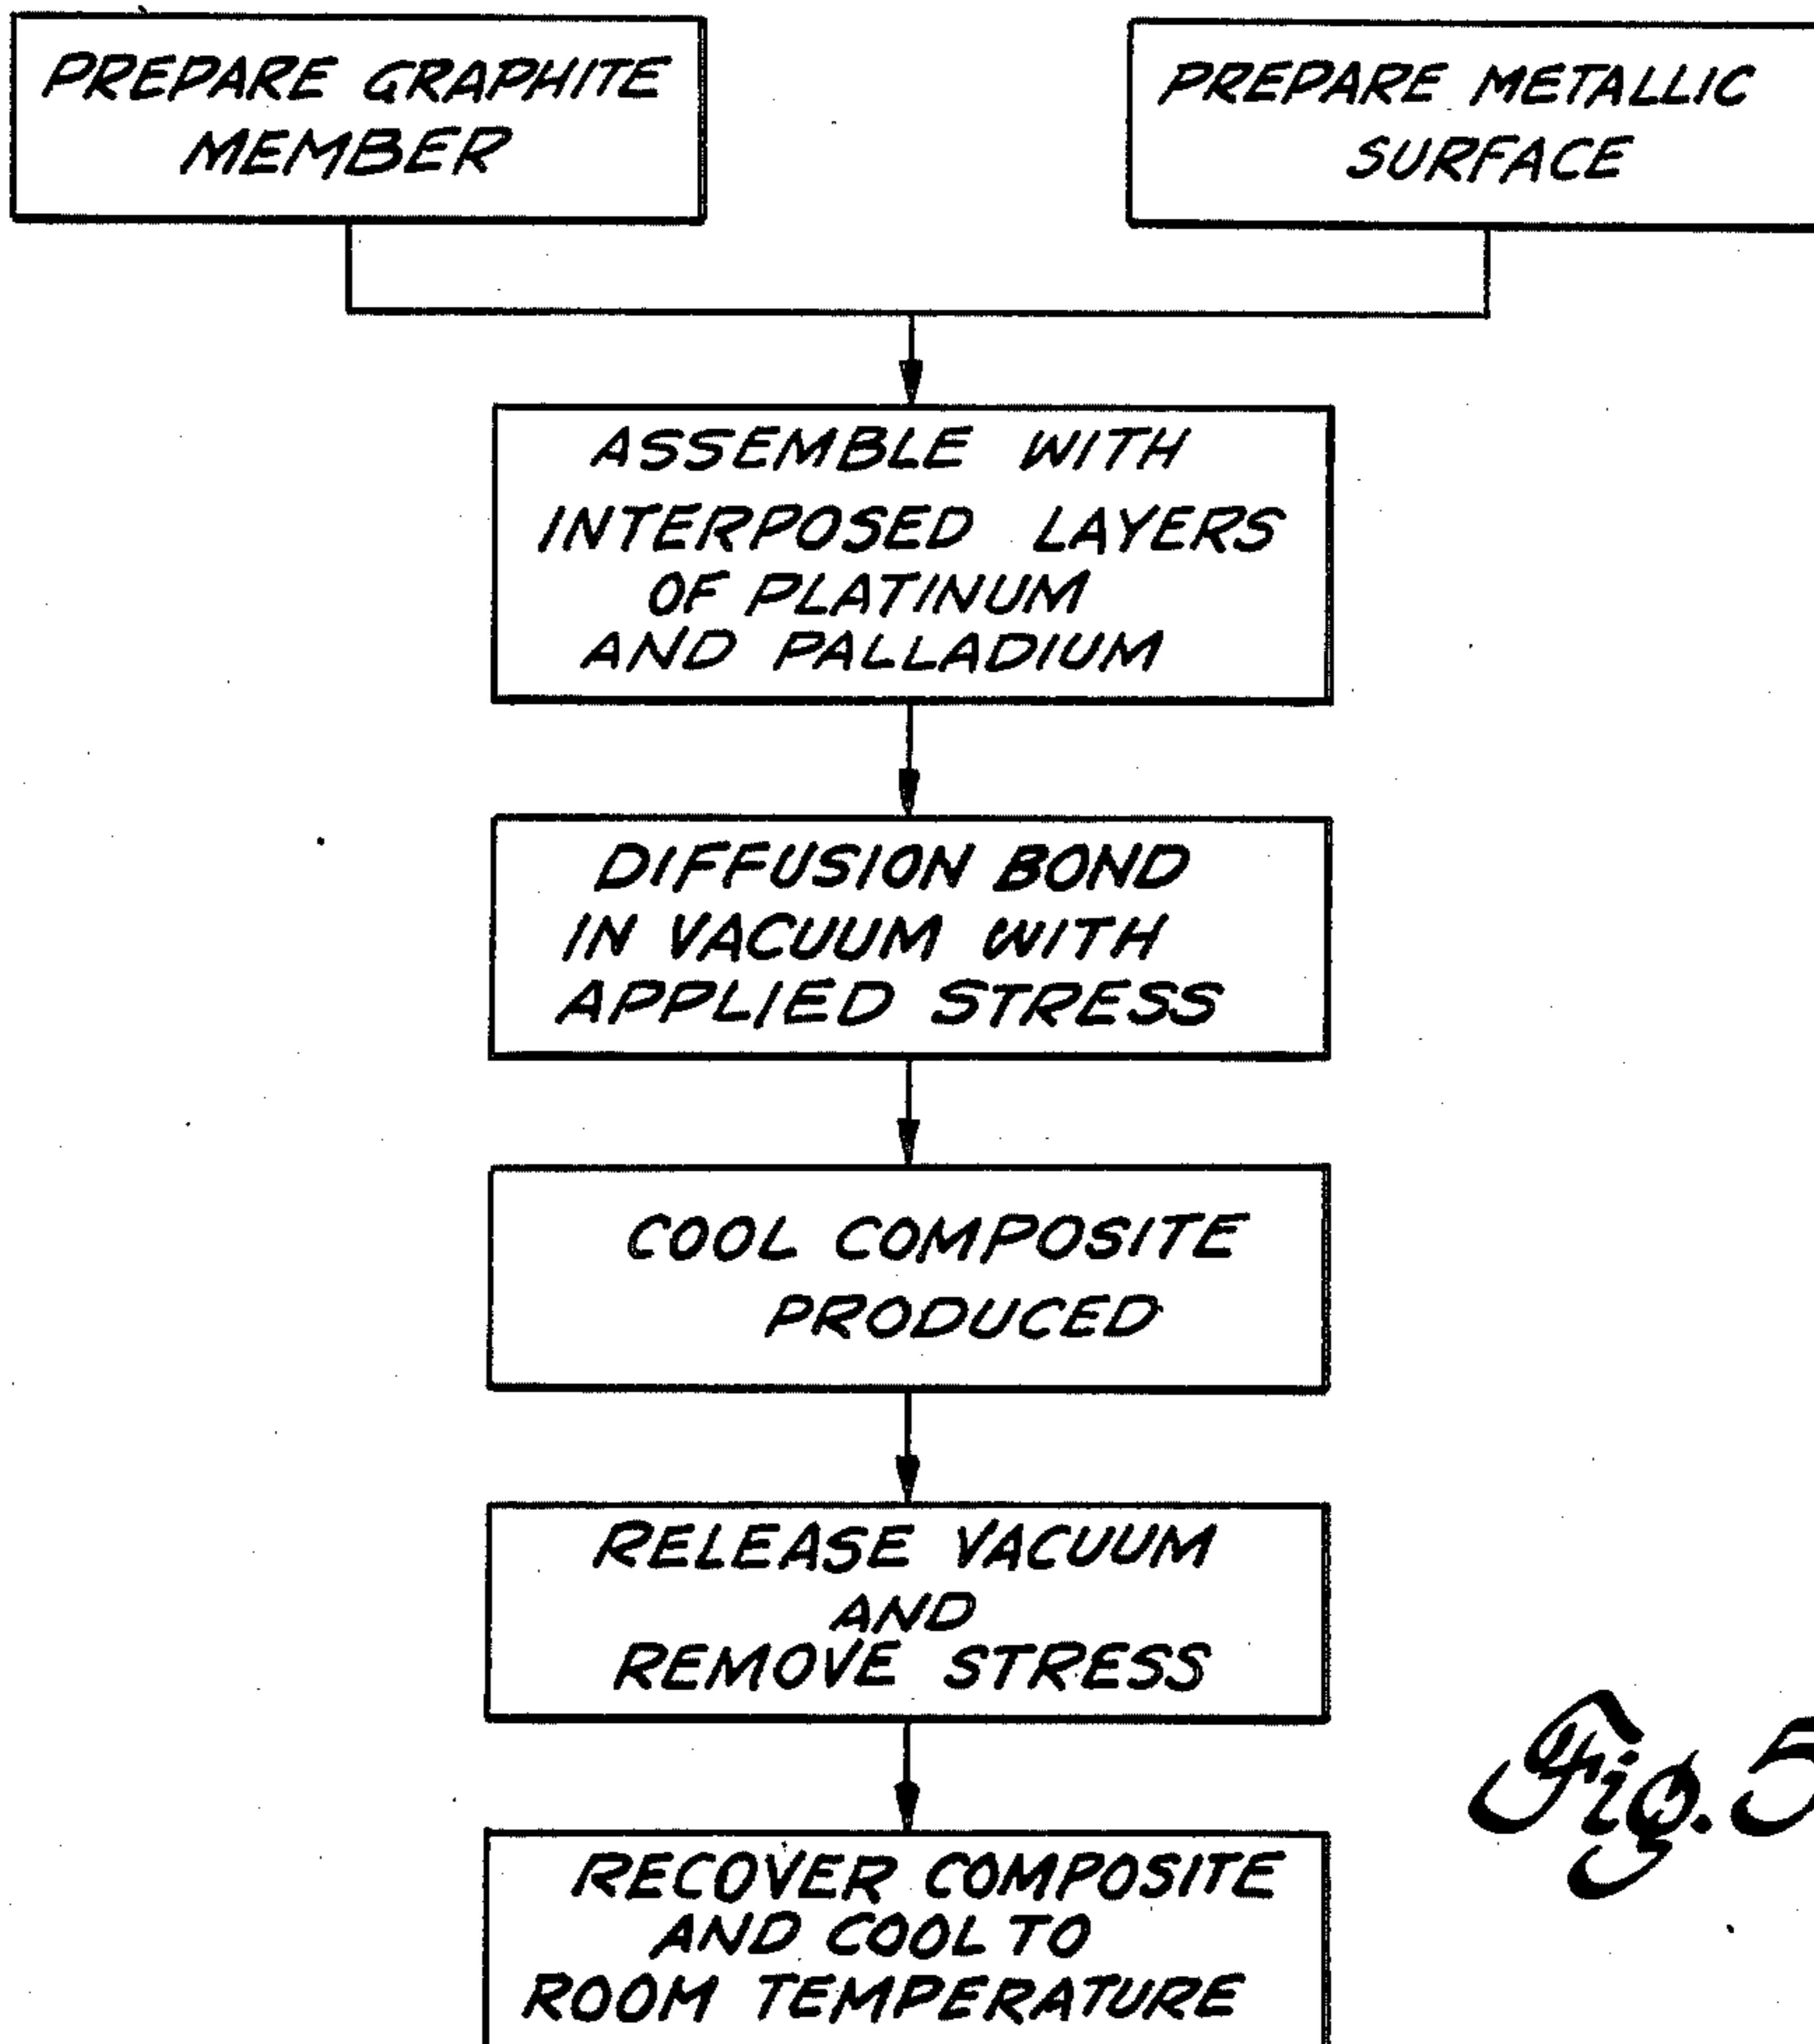 PREPARE GRAPHITE
MEMBER
PREPARE METALLIC
SURFACE
ASSEMBLE WITH
INTERPOSED LAYERS
OF PLATINUM
AND PALLADIUM
DIFFUSION BOND
IN VACUUM WITH
APPLIED STRESS
COOL COMPOSITE
PRODUCED
RELEASE VACUUM
AND
REMOVE STRESS
Fig. 5
RECOVER COMPOSITE
AND COOL TO
ROOM TEMPERATURE